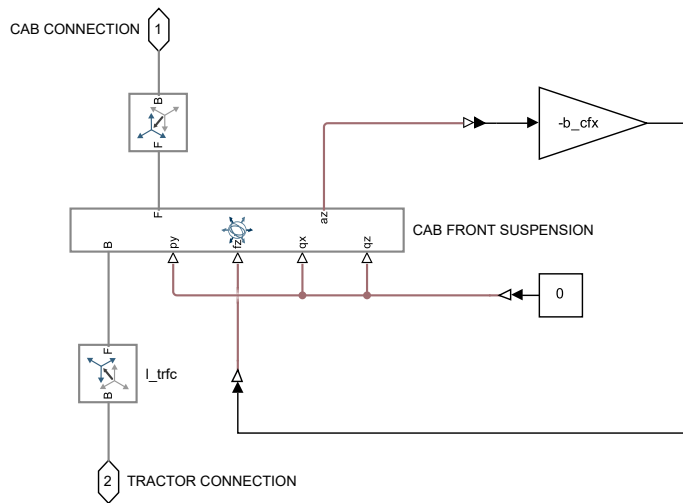 CAB CONNECTION
1
B
F
-b_cfx
F
az
CAB FRONT SUSPENSION
B
py
fz
qx
qz
0
F
l_trfc
B
2
TRACTOR CONNECTION